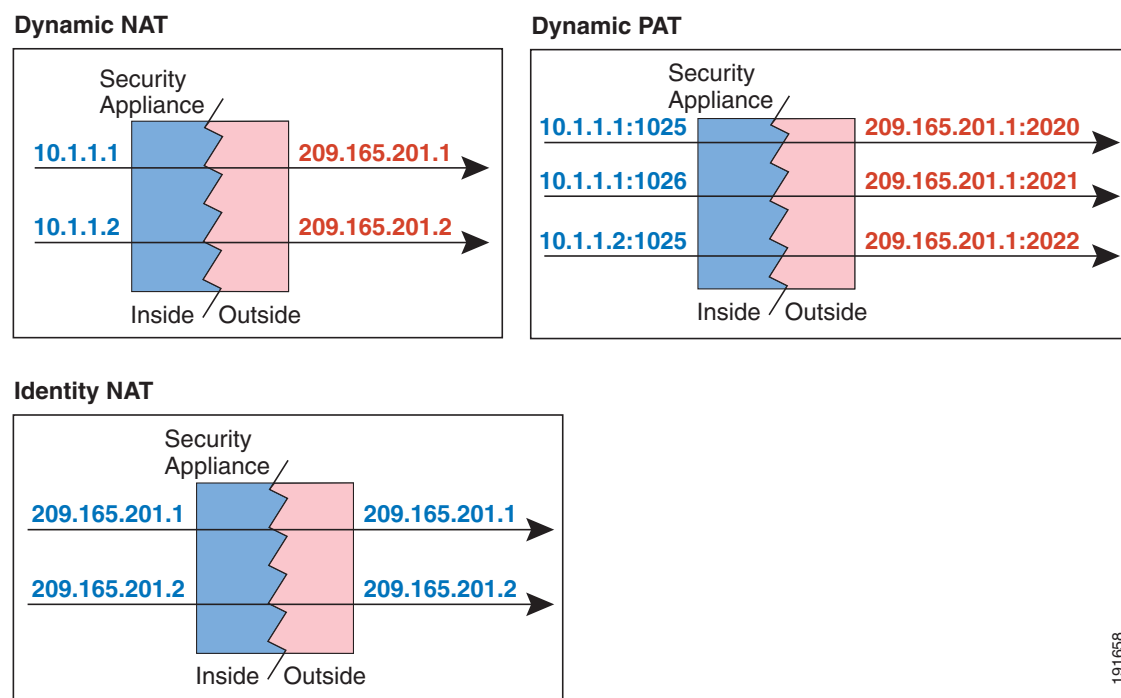 Dynamic NAT
Security
Appliance
10.1.1.1
209.165.201.1
10.1.1.2
209.165.201.2
Inside
Outside
Dynamic PAT
Security
Appliance
10.1.1.1:1025
209.165.201.1:2020
10.1.1.1:1026
209.165.201.1:2021
10.1.1.2:1025
209.165.201.1:2022
Inside
Outside
Identity NAT
Security
Appliance
209.165.201.1
209.165.201.1
209.165.201.2
209.165.201.2
Inside
Outside
191658